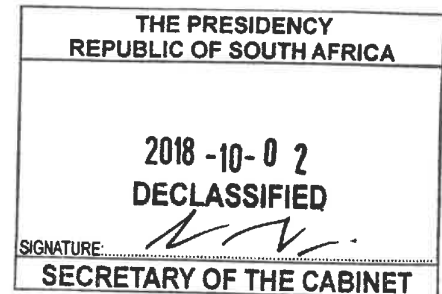 THE PRESIDENCY
REPUBLIC OF SOUTH AFRICA
2018 -10- 0 2
DECLASSIFIED
SIGNATURE:
SECRETARY OF THE CABINET